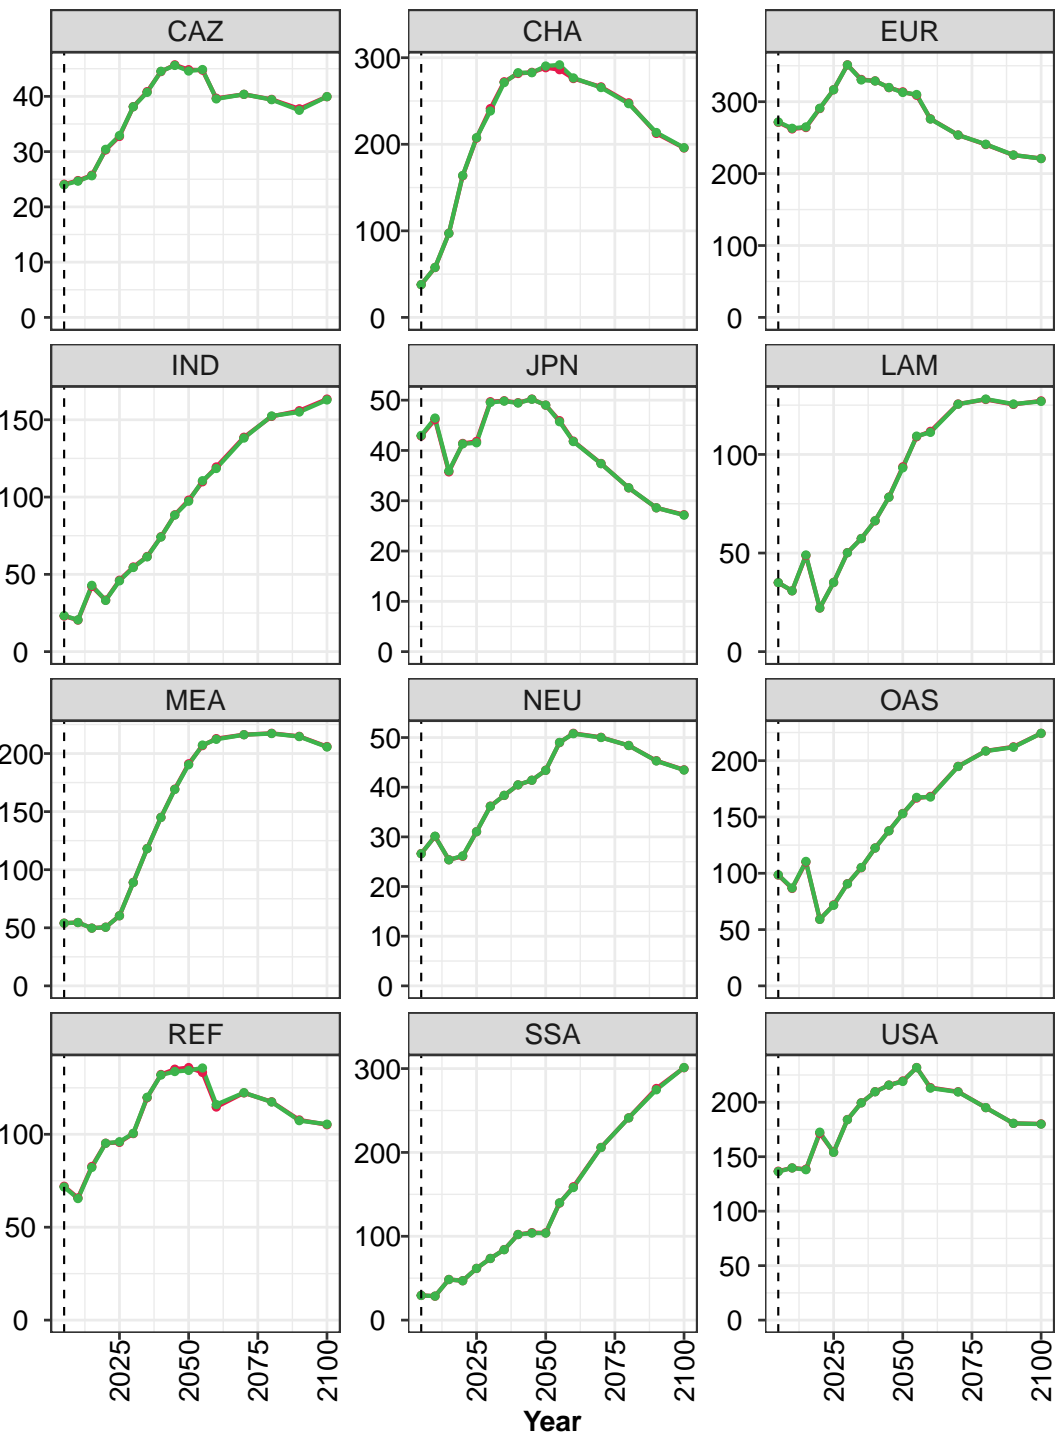 CAZ CHA EUR
40 30 20 10 0
300 200 100 0
300 200 100 0
IND JPN LAM
150 100 50 0
50 40 30 20 10 0
100 50 0
MEA NEU OAS
200 150 100 50 0
50 40 30 20 10 0
200 150 100 50 0
REF SSA USA
100 50 0
300 200 100 0
200 150 100 50 0
2025 2050 2075 2100 2025 2050 2075 2100 2025 2050 2075 2100
Year